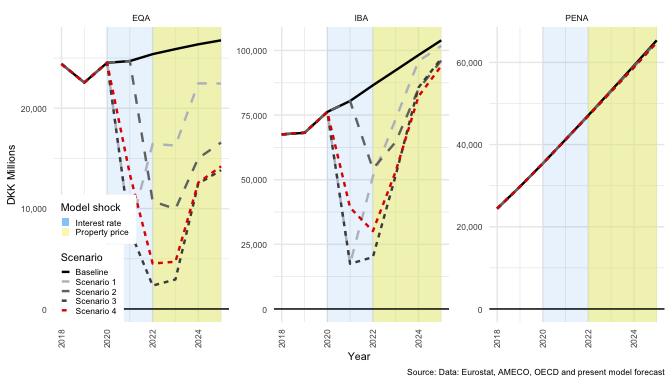 EQA
IBA
PENA
DKK Millions
20,000
10,000
0
100,000
75,000
50,000
25,000
0
60,000
40,000
20,000
0
Model shock
Interest rate
Property price
Scenario
Baseline
Scenario 1
Scenario 2
Scenario 3
Scenario 4
2018
2020
2022
2024
2018
2020
2022
2024
2018
2020
2022
2024
Year
Source: Data: Eurostat, AMECO, OECD and present model forecast